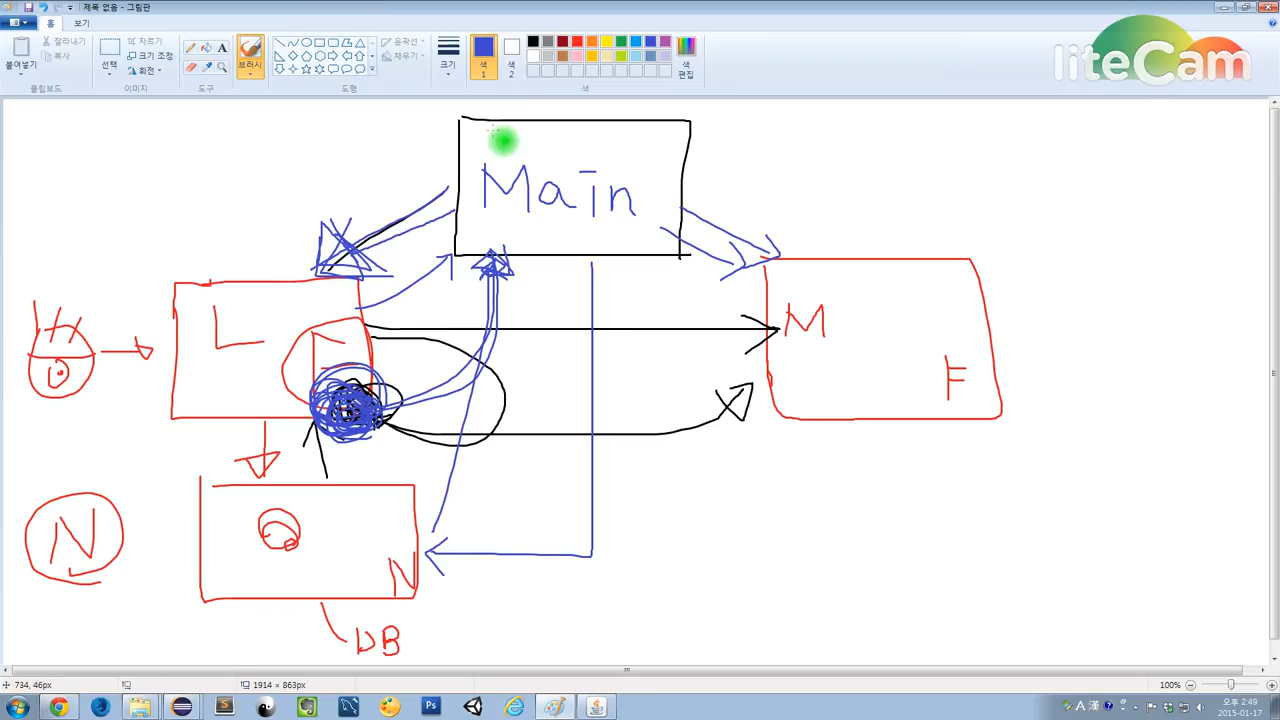 제목 없음 - 그림판
홈
보기
liteCam
붙여넣기
잘라내기
복사
클립보드
선택
자르기
크기 조정
회전
이미지
A
도구
브러시
윤곽선
채우기
도형
크기
색 1
색 2
색 편집
색
Main
L
M
F
N
N
DB
734, 46px
1914 × 863px
100%
A 漢
오후 2:49
2015-01-17